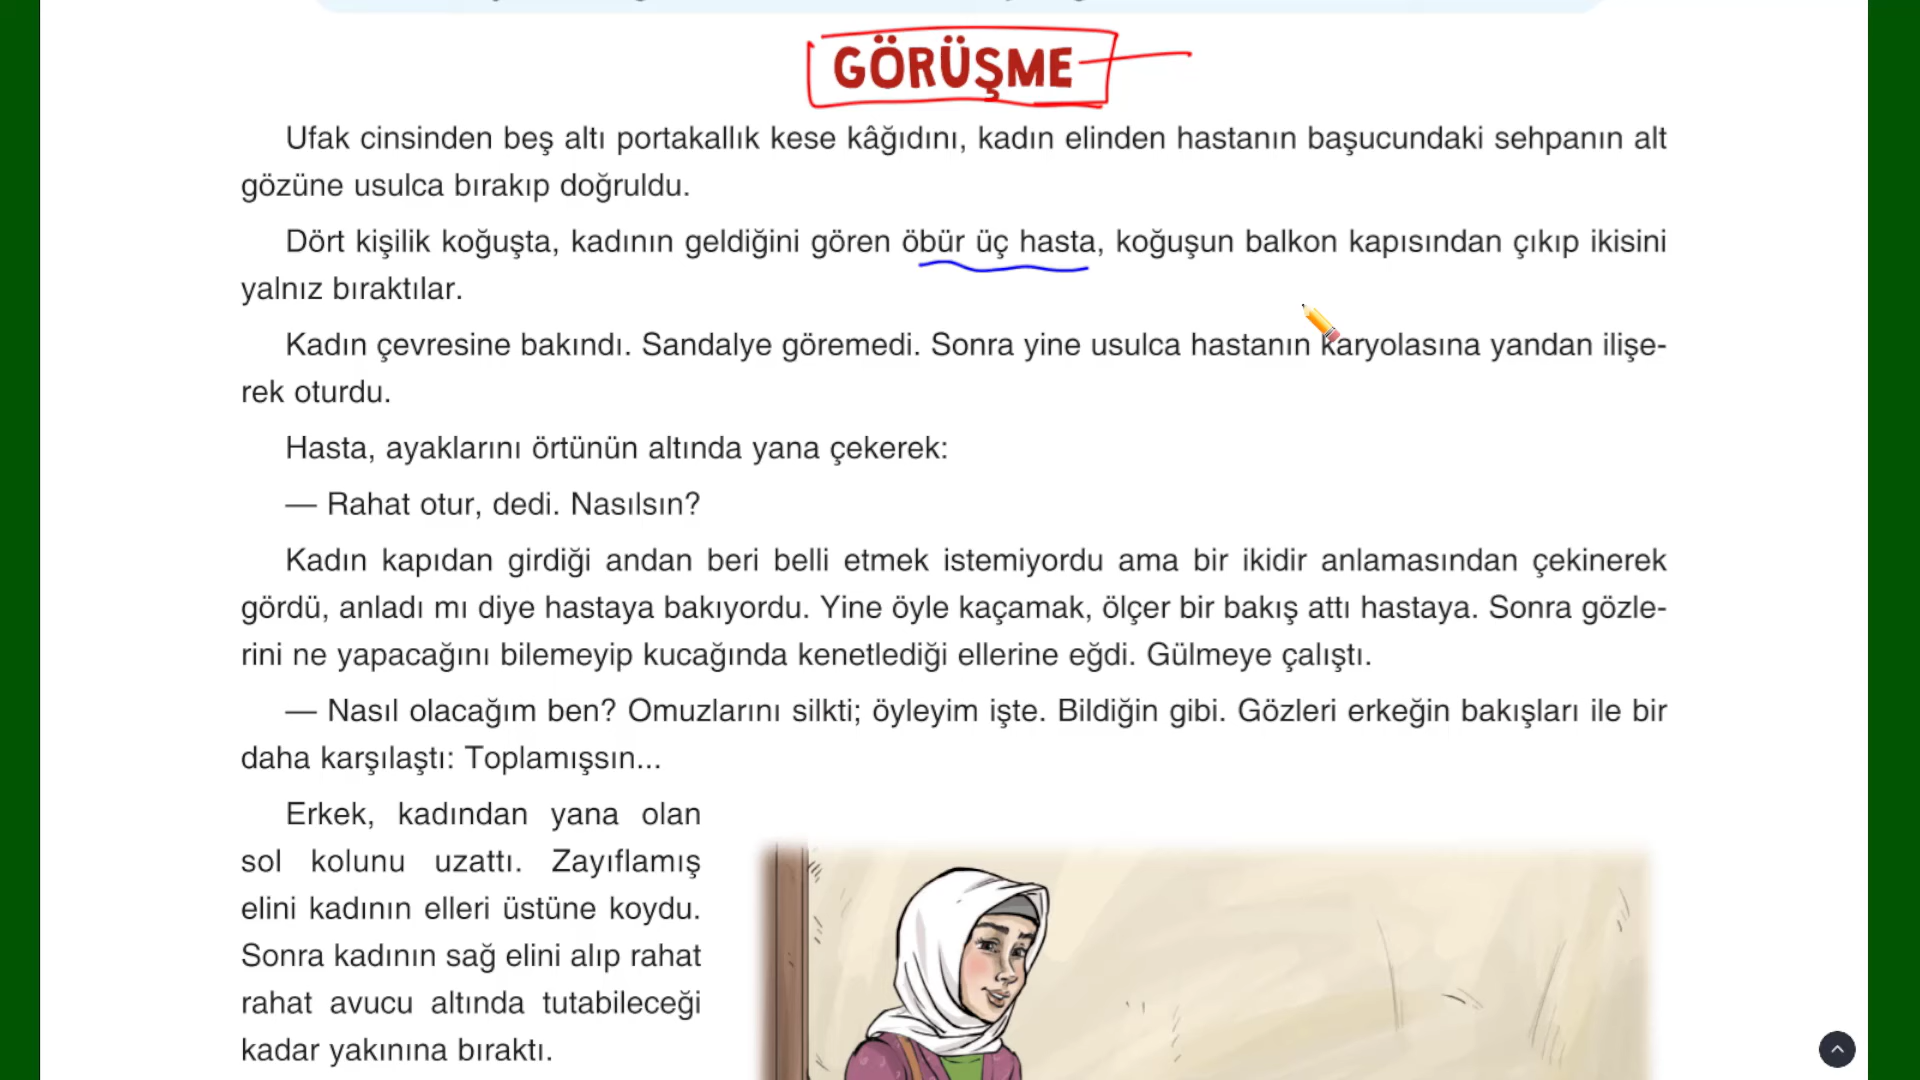 GÖRÜŞME
Ufak cinsinden beş altı portakallık kese kâğıdını, kadın elinden hastanın başucundaki sehpanın alt
gözüne usulca bırakıp doğruldu.
Dört kişilik koğuşta, kadının geldiğini gören öbür üç hasta, koğuşun balkon kapısından çıkıp ikisini
yalnız bıraktılar.
Kadın çevresine bakındı. Sandalye göremedi. Sonra yine usulca hastanın karyolasına yandan ilişe-
rek oturdu.
Hasta, ayaklarını örtünün altında yana çekerek:
— Rahat otur, dedi. Nasılsın?
Kadın kapıdan girdiği andan beri belli etmek istemiyordu ama bir ikidir anlamasından çekinerek
gördü, anladı mı diye hastaya bakıyordu. Yine öyle kaçamak, ölçer bir bakış attı hastaya. Sonra gözle-
rini ne yapacağını bilemeyip kucağında kenetlediği ellerine eğdi. Gülmeye çalıştı.
— Nasıl olacağım ben? Omuzlarını silkti; öyleyim işte. Bildiğin gibi. Gözleri erkeğin bakışları ile bir
daha karşılaştı: Toplamışsın...
Erkek, kadından yana olan
sol kolunu uzattı. Zayıflamış
elini kadının elleri üstüne koydu.
Sonra kadının sağ elini alıp rahat
rahat avucu altında tutabileceği
kadar yakınına bıraktı.